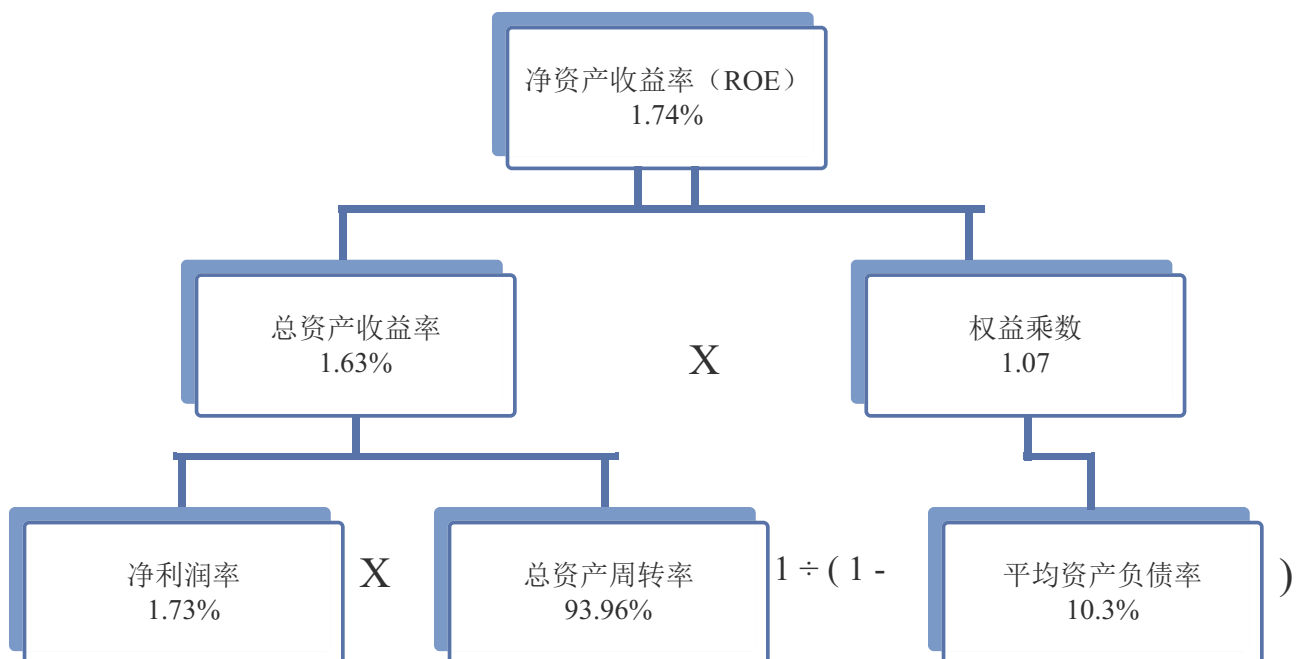 净资产收益率（ROE）
1.74%
总资产收益率
1.63%
X
权益乘数
1.07
净利润率
1.73%
X
总资产周转率
93.96%
1 ÷ ( 1 -
平均资产负债率
10.3%
)